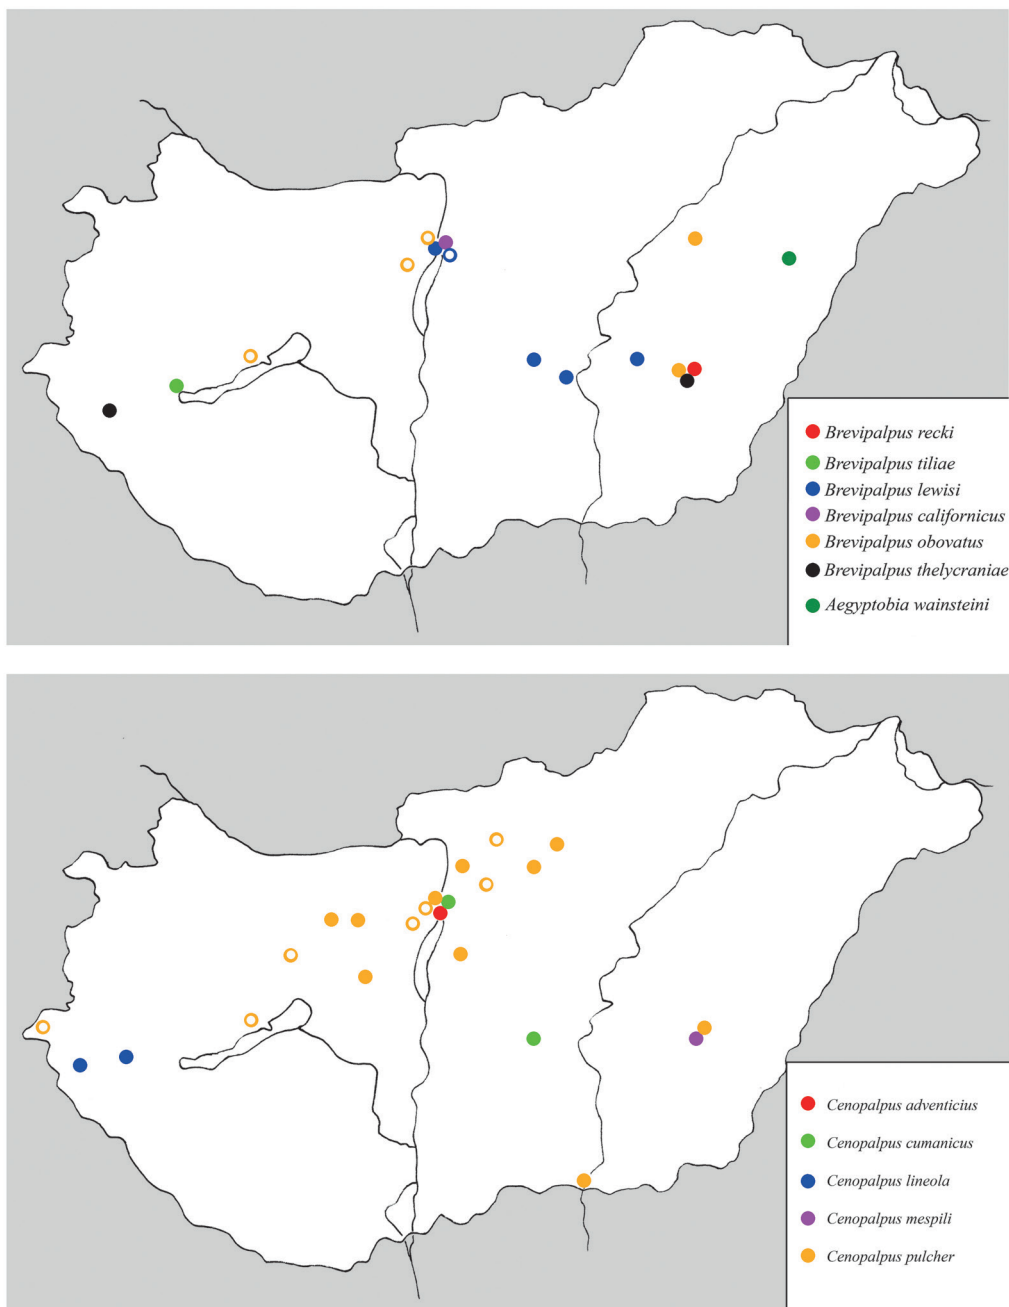 Brevipalpus recki
Brevipalpus tiliae
Brevipalpus lewisi
Brevipalpus californicus
Brevipalpus obovatus
Brevipalpus thelycraniae
Aegyptobia wainsteini
Cenopalpus adventicius
Cenopalpus cumanicus
Cenopalpus lineola
Cenopalpus mespili
Cenopalpus pulcher